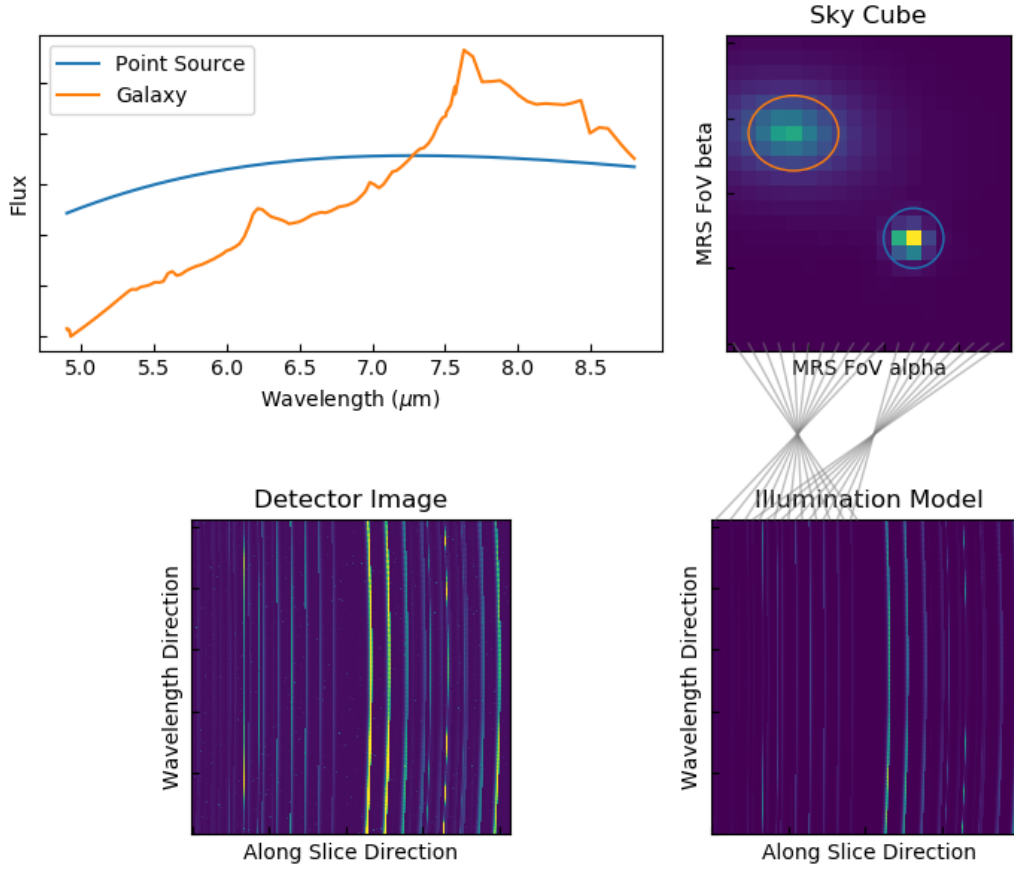 Point Source
Galaxy
Flux
5.0 5.5 6.0 6.5 7.0 7.5 8.0 8.5
Wavelength (μm)
Sky Cube
MRS FoV beta
MRS FoV alpha
Detector Image
Wavelength Direction
Along Slice Direction
Illumination Model
Wavelength Direction
Along Slice Direction